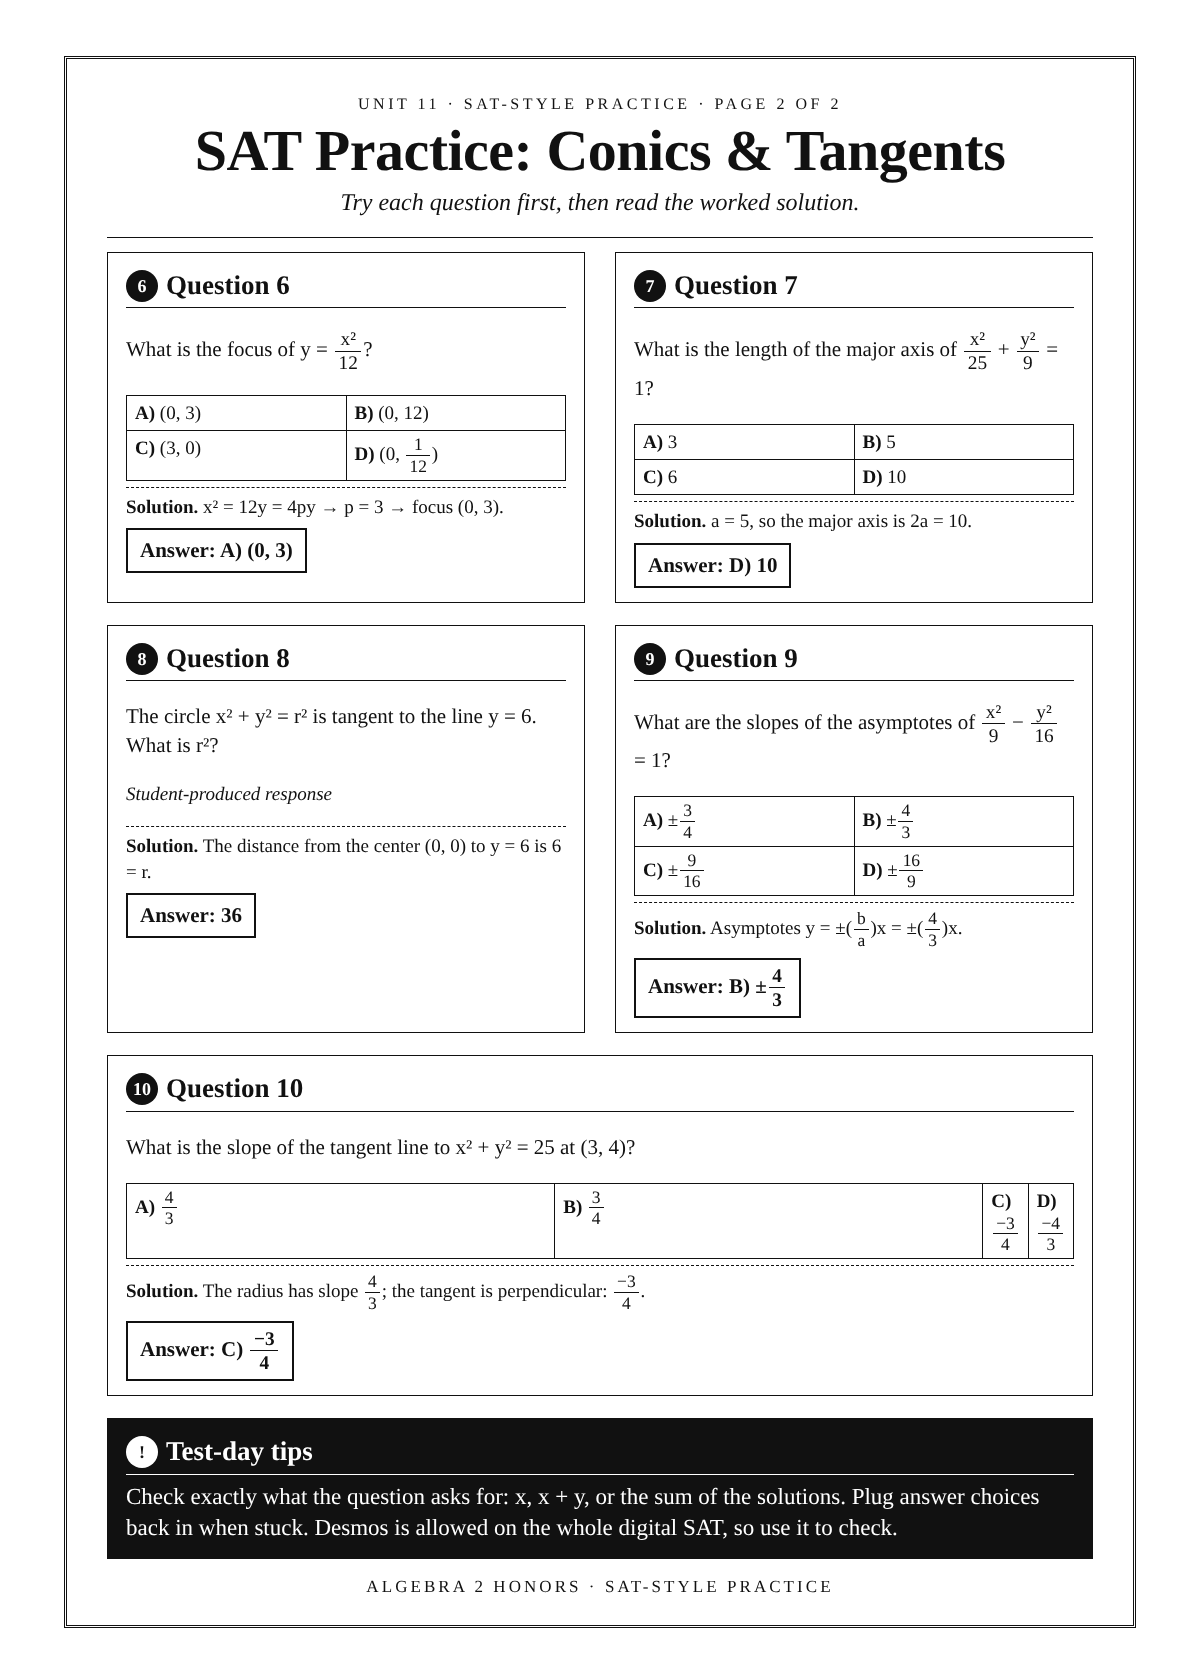 UNIT 11 · SAT-STYLE PRACTICE · PAGE 2 OF 2
SAT Practice: Conics & Tangents
Try each question first, then read the worked solution.
6 Question 6
What is the focus of y = x²/12?
A) (0, 3)
B) (0, 12)
C) (3, 0)
D) (0, 1/12)
Solution. x² = 12y = 4py → p = 3 → focus (0, 3).
Answer: A) (0, 3)
7 Question 7
What is the length of the major axis of x²/25 + y²/9 =
1?
A) 3
B) 5
C) 6
D) 10
Solution. a = 5, so the major axis is 2a = 10.
Answer: D) 10
8 Question 8
The circle x² + y² = r² is tangent to the line y = 6.
What is r²?
Student-produced response
Solution. The distance from the center (0, 0) to y = 6 is 6
= r.
Answer: 36
9 Question 9
What are the slopes of the asymptotes of x²/9 − y²/16
= 1?
A) ±3/4
B) ±4/3
C) ±9/16
D) ±16/9
Solution. Asymptotes y = ±(b/a)x = ±(4/3)x.
Answer: B) ±4/3
10 Question 10
What is the slope of the tangent line to x² + y² = 25 at (3, 4)?
A) 4/3
B) 3/4
C) −3/4
D) −4/3
Solution. The radius has slope 4/3; the tangent is perpendicular: −3/4.
Answer: C) −3/4
! Test-day tips
Check exactly what the question asks for: x, x + y, or the sum of the solutions. Plug answer choices
back in when stuck. Desmos is allowed on the whole digital SAT, so use it to check.
ALGEBRA 2 HONORS · SAT-STYLE PRACTICE